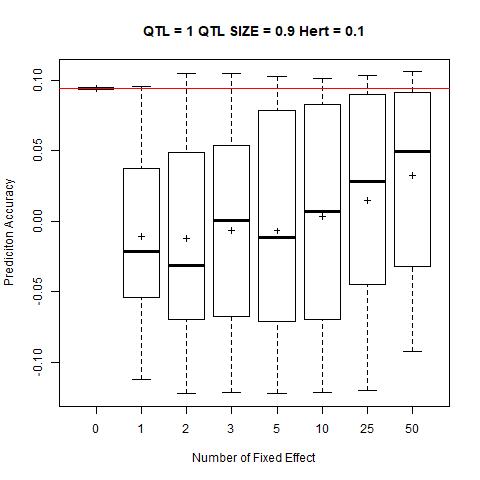 QTL = 1 QTL SIZE = 0.9 Hert = 0.1
Prediciton Accuracy
0.10
0.05
0.00
-0.05
-0.10
0 1 2 3 5 10 25 50
Number of Fixed Effect